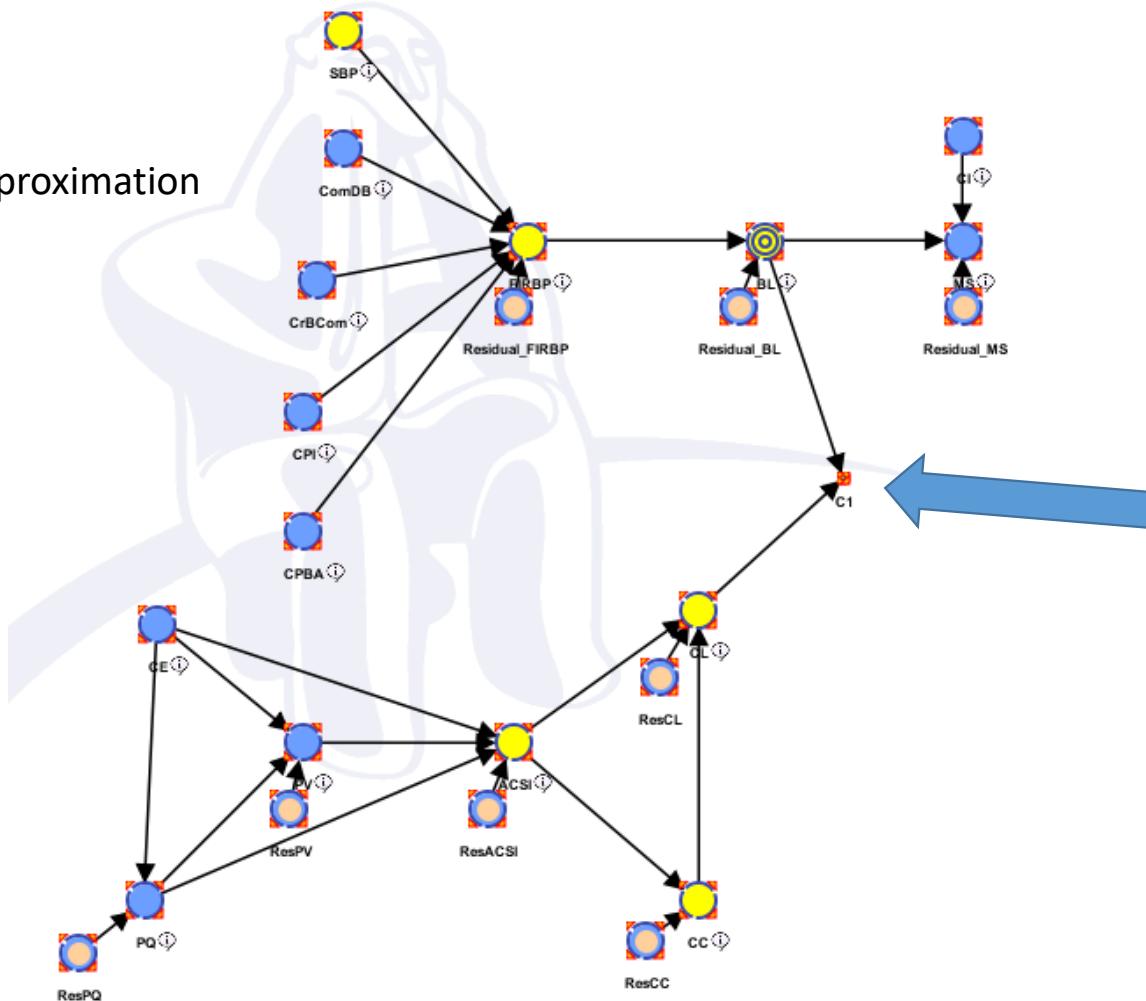 SBP
proximation
ComDB
CI
CrBCom
FIRBP
BL
MS
Residual_FIRBP
Residual_BL
Residual_MS
CPI
C1
CPBA
CE
CL
ResCL
PV
ACSI
ResPV
ResACSI
PQ
CC
ResCC
ResPQ